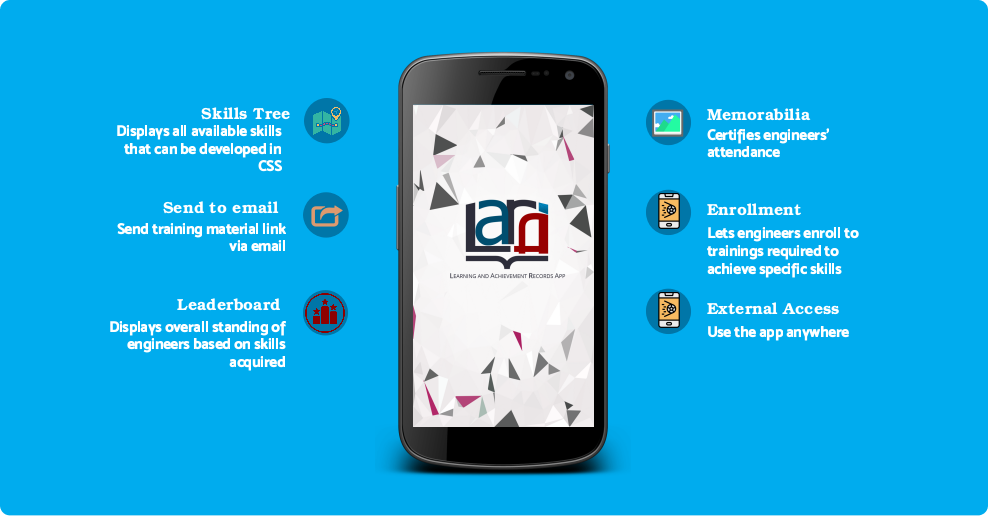 Skills Tree
Displays all available skills
that can be developed in
CSS
Send to email
Send training material link
via email
Leaderboard
Displays overall standing of
engineers based on skills
acquired
LaRA
LEARNING AND ACHIEVEMENT RECORDS APP
Memorabilia
Certifies engineers'
attendance
Enrollment
Lets engineers enroll to
trainings required to
achieve specific skills
External Access
Use the app anywhere